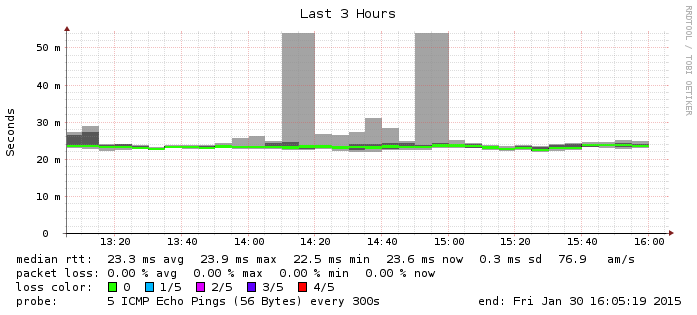 Last 3 Hours
RRDTOOL / TOBI OETIKER
Seconds
50 m
40 m
30 m
20 m
10 m
0
13:20 13:40 14:00 14:20 14:40 15:00 15:20 15:40 16:00
median rtt: 23.3 ms avg 23.9 ms max 22.5 ms min 23.6 ms now 0.3 ms sd 76.9 am/s
packet loss: 0.00 % avg 0.00 % max 0.00 % min 0.00 % now
loss color: 0 1/5 2/5 3/5 4/5
probe: 5 ICMP Echo Pings (56 Bytes) every 300s end: Fri Jan 30 16:05:19 2015